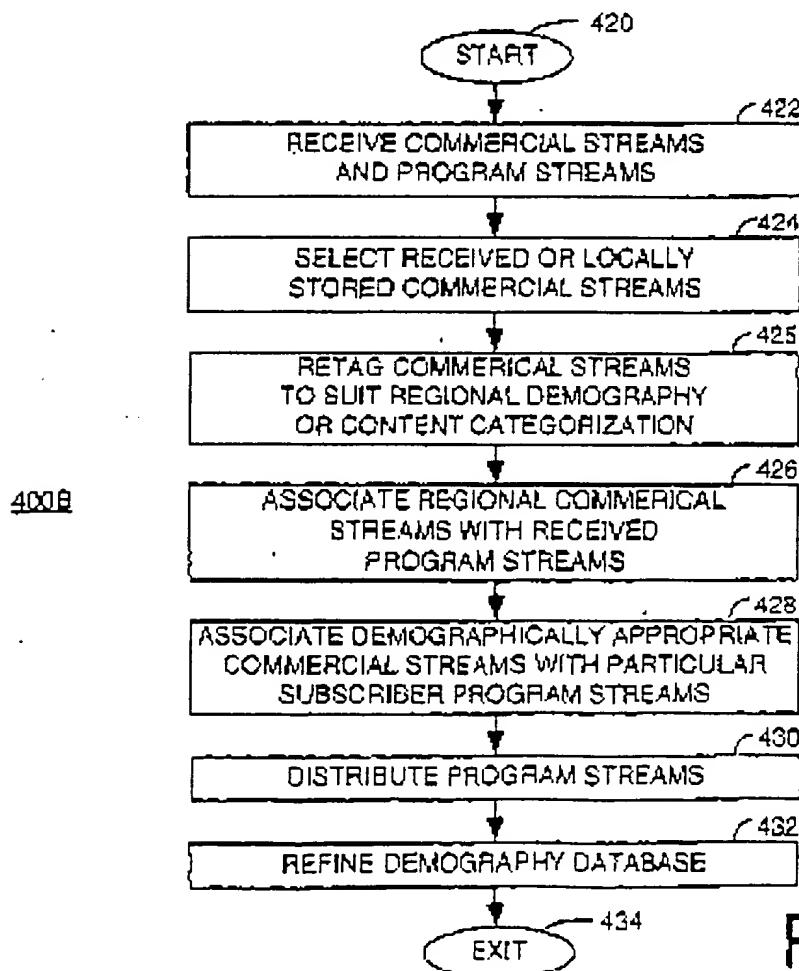 420
START
422
RECEIVE COMMERCIAL STREAMS
AND PROGRAM STREAMS
424
SELECT RECEIVED OR LOCALLY
STORED COMMERCIAL STREAMS
425
RETAG COMMERICAL STREAMS
TO SUIT REGIONAL DEMOGRAPHY
OR CONTENT CATEGORIZATION
426
400B
ASSOCIATE REGIONAL COMMERICAL
STREAMS WITH RECEIVED
PROGRAM STREAMS
428
ASSOCIATE DEMOGRAPHICALLY APPROPRIATE
COMMERCIAL STREAMS WITH PARTICULAR
SUBSCRIBER PROGRAM STREAMS
430
DISTRIBUTE PROGRAM STREAMS
432
REFINE DEMOGRAPHY DATABASE
434
EXIT